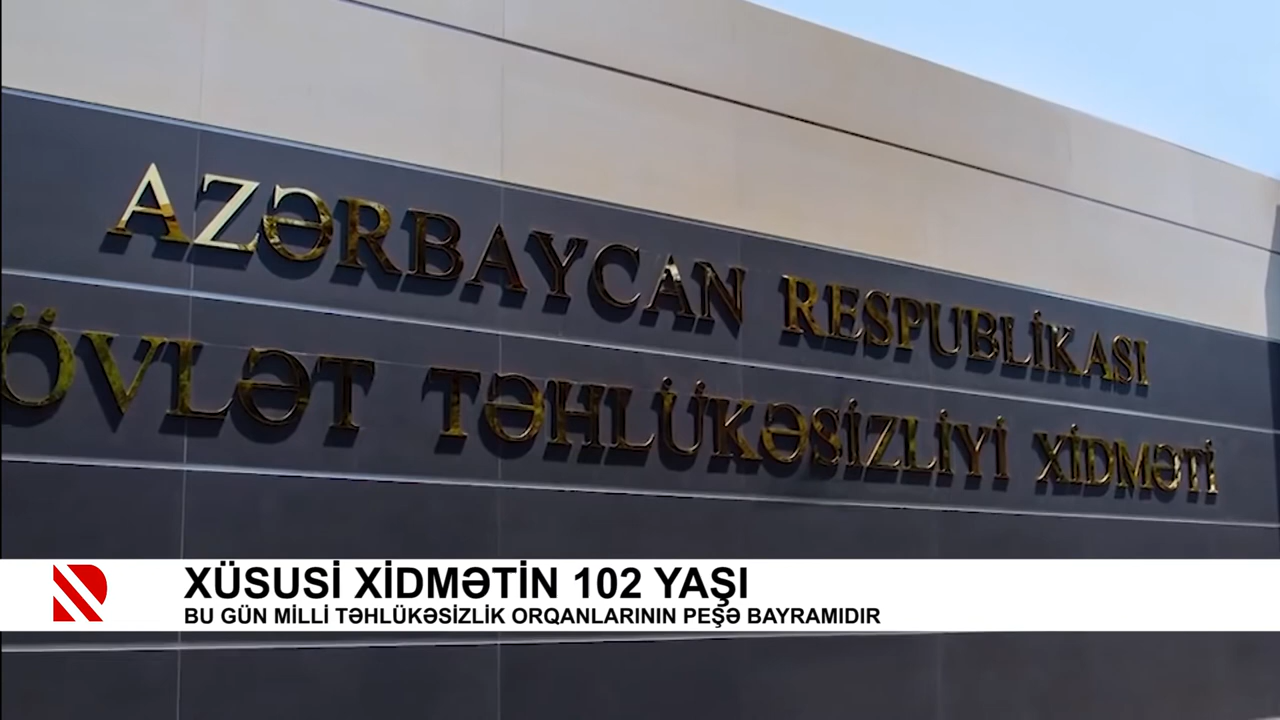 AZƏRBAYCAN RESPUBLİKASI
ÖVLƏT TƏHLÜKƏSİZLİYİ XİDMƏTİ
XÜSUSİ XİDMƏTİN 102 YAŞI
BU GÜN MİLLİ TƏHLÜKƏSİZLİK ORQANLARININ PEŞƏ BAYRAMIDIR